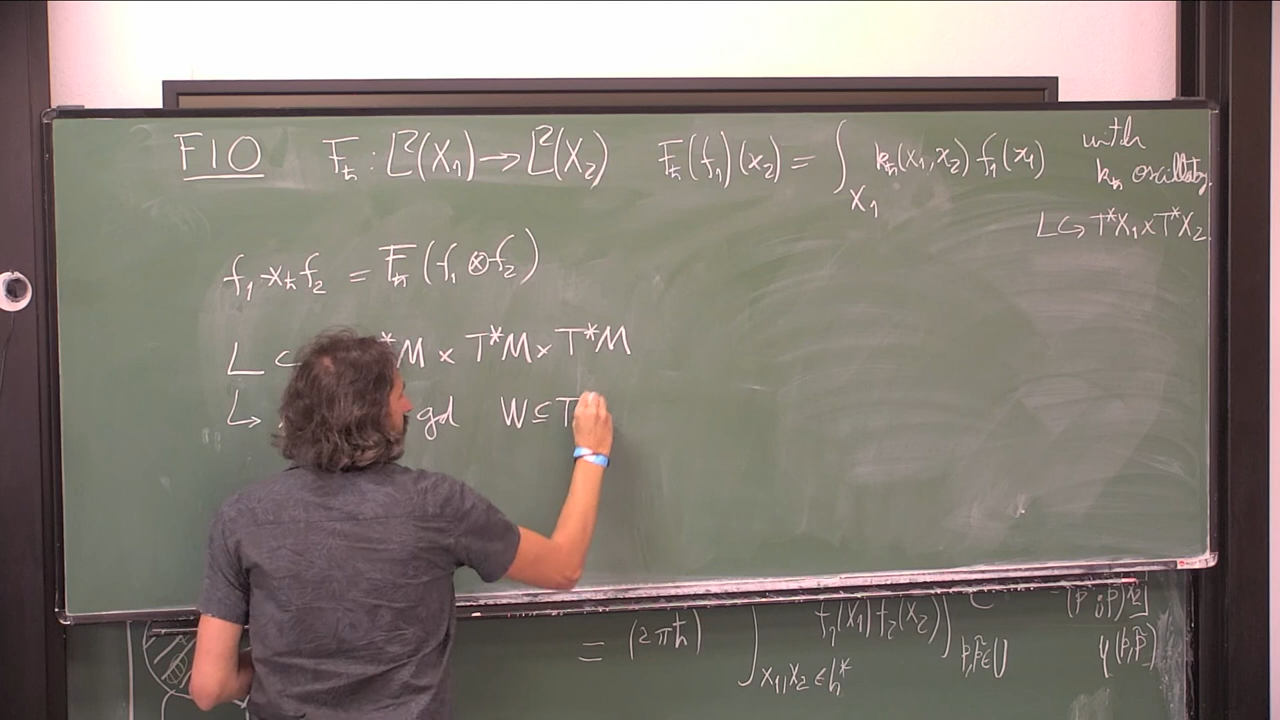 FIO F_ħ : L²(X₁) → L²(X₂) F_ħ(f₁)(x₂) = ∫_{X₁} k_ħ(x₁,x₂) f₁(x₁) with
k_ħ oscillatory.
L ↪ T*X₁ × T*X₂.
f₁ ⋆_ħ f₂ = F_ħ(f₁ ⊗ f₂)
L ⊂ *M × T*M × T*M
↳ gd W ⊆ T
= (2πħ) ∫_{x₁,x₂ ∈ h*} f₁(x₁) f₂(x₂) ) p,p̃∈U